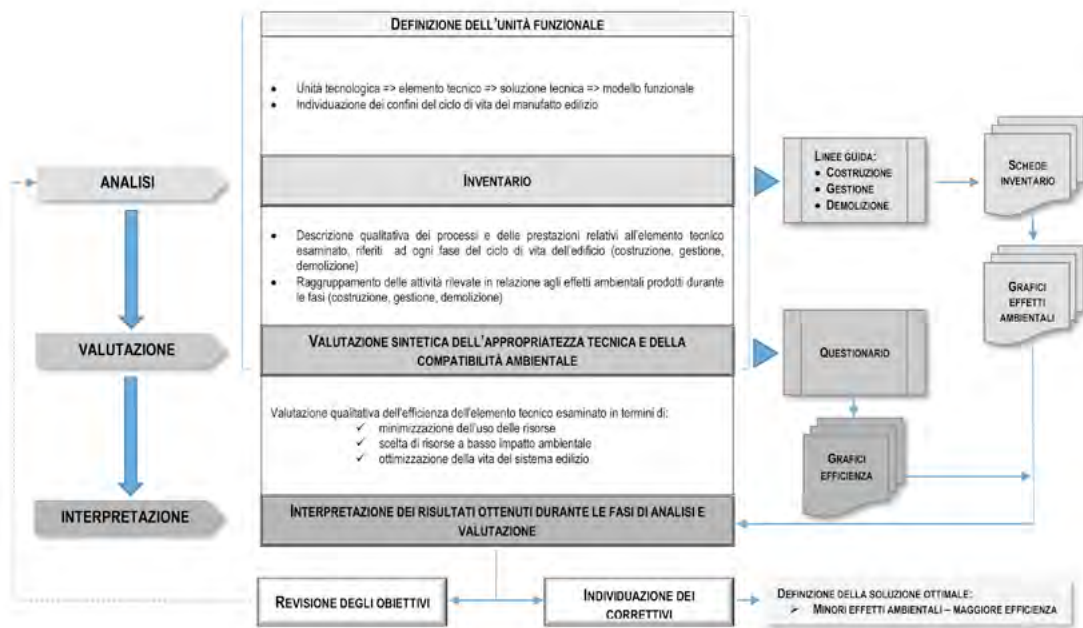 DEFINIZIONE DELL'UNITÀ FUNZIONALE
• Unità tecnologica => elemento tecnico => soluzione tecnica => modello funzionale
• Individuazione dei confini del ciclo di vita del manufatto edilizio
ANALISI
INVENTARIO
LINEE GUIDA:
• COSTRUZIONE
• GESTIONE
• DEMOLIZIONE
SCHEDE
INVENTARIO
• Descrizione qualitativa dei processi e delle prestazioni relativi all'elemento tecnico
esaminato, riferiti ad ogni fase del ciclo di vita dell'edificio (costruzione, gestione,
demolizione)
• Raggruppamento delle attività rilevate in relazione agli effetti ambientali prodotti durante
le fasi (costruzione, gestione, demolizione)
GRAFICI
EFFETTI
AMBIENTALI
VALUTAZIONE
VALUTAZIONE SINTETICA DELL'APPROPRIATEZZA TECNICA E DELLA
COMPATIBILITÀ AMBIENTALE
QUESTIONARIO
Valutazione qualitativa dell'efficienza dell'elemento tecnico esaminato in termini di:
✓ minimizzazione dell'uso delle risorse
✓ scelta di risorse a basso impatto ambientale
✓ ottimizzazione della vita del sistema edilizio
GRAFICI
EFFICIENZA
INTERPRETAZIONE
INTERPRETAZIONE DEI RISULTATI OTTENUTI DURANTE LE FASI DI ANALISI E
VALUTAZIONE
REVISIONE DEGLI OBIETTIVI
INDIVIDUAZIONE DEI
CORRETTIVI
DEFINIZIONE DELLA SOLUZIONE OTTIMALE:
➢ MINORI EFFETTI AMBIENTALI – MAGGIORE EFFICIENZA